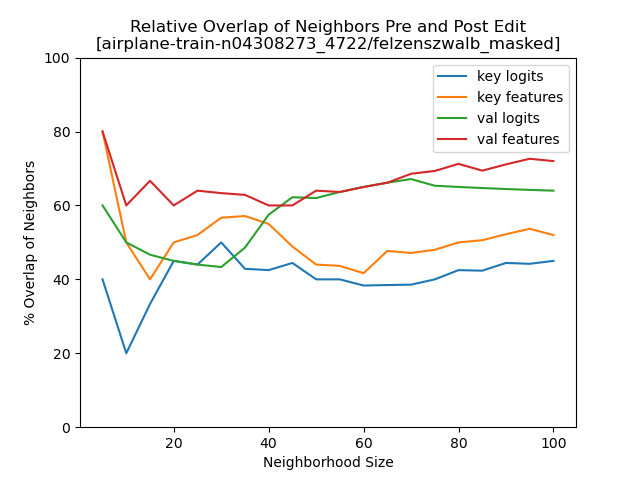 Relative Overlap of Neighbors Pre and Post Edit
[airplane-train-n04308273_4722/felzenszwalb_masked]
key logits
key features
val logits
val features
% Overlap of Neighbors
100
80
60
40
20
0
20 40 60 80 100
Neighborhood Size